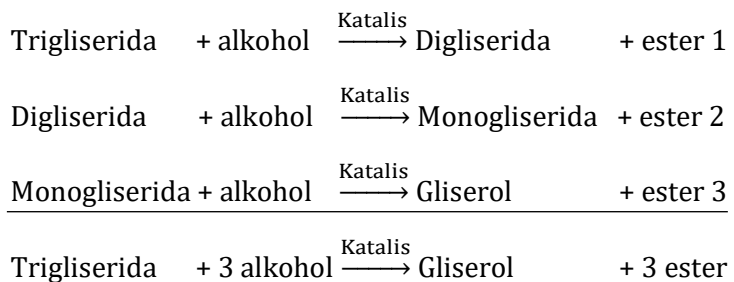 Katalis
Trigliserida + alkohol ⟶ Digliserida + ester 1
Katalis
Digliserida + alkohol ⟶ Monogliserida + ester 2
Katalis
Monogliserida + alkohol ⟶ Gliserol + ester 3
Katalis
Trigliserida + 3 alkohol ⟶ Gliserol + 3 ester